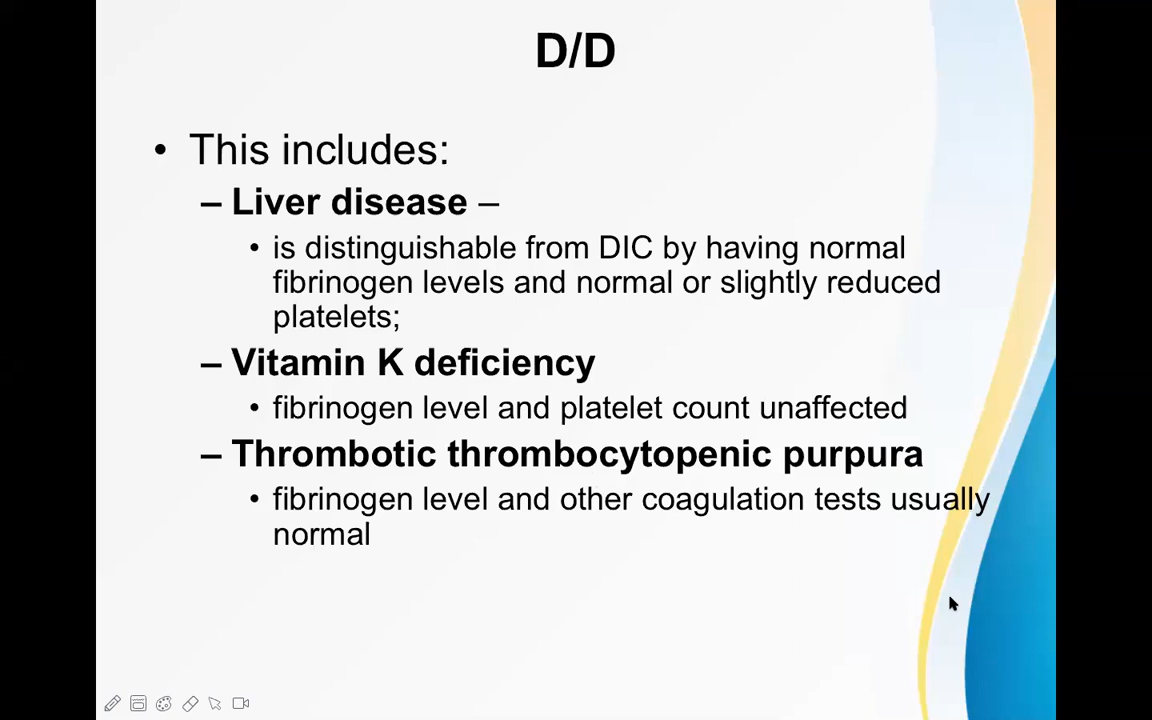 D/D
• This includes:
– Liver disease –
• is distinguishable from DIC by having normal
fibrinogen levels and normal or slightly reduced
platelets;
– Vitamin K deficiency
• fibrinogen level and platelet count unaffected
– Thrombotic thrombocytopenic purpura
• fibrinogen level and other coagulation tests usually
normal